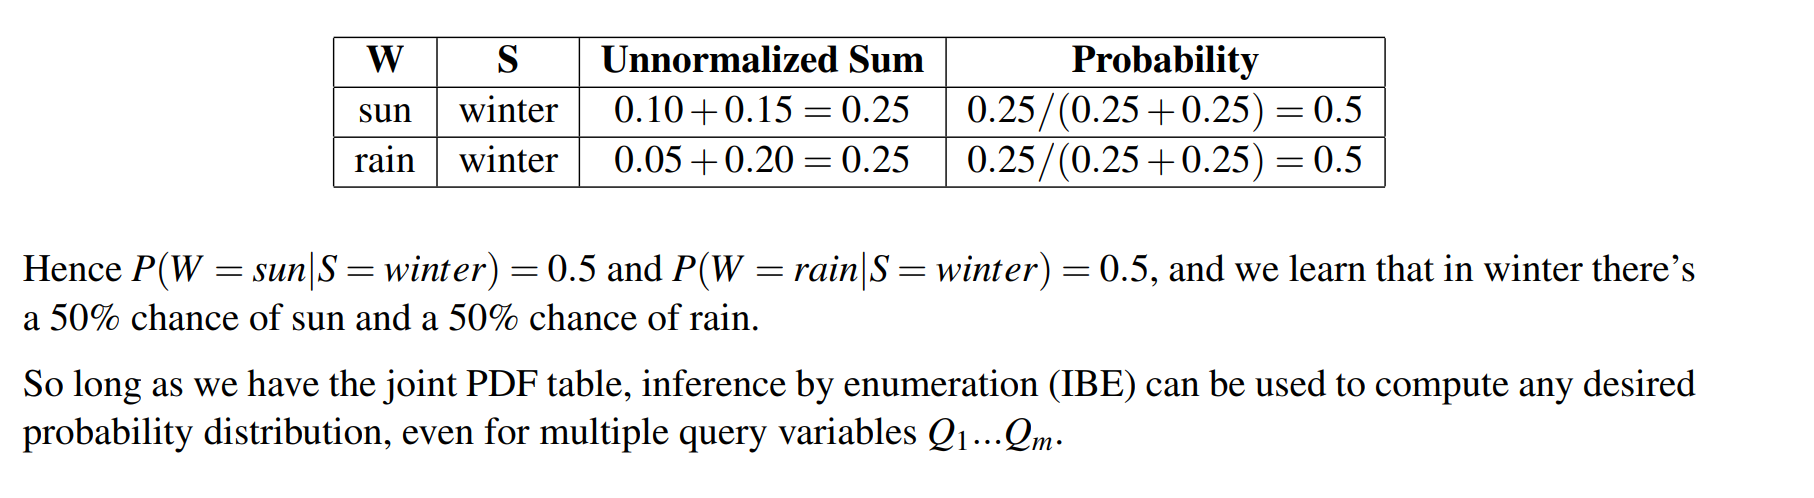 W S Unnormalized Sum Probability
sun winter 0.10+0.15 = 0.25 0.25/(0.25+0.25) = 0.5
rain winter 0.05+0.20 = 0.25 0.25/(0.25+0.25) = 0.5
Hence P(W = sun|S = winter) = 0.5 and P(W = rain|S = winter) = 0.5, and we learn that in winter there's
a 50% chance of sun and a 50% chance of rain.
So long as we have the joint PDF table, inference by enumeration (IBE) can be used to compute any desired
probability distribution, even for multiple query variables Q₁...Qₘ.